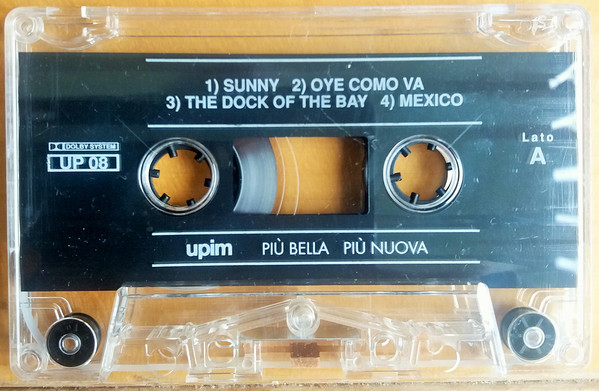 1) SUNNY 2) OYE COMO VA
3) THE DOCK OF THE BAY 4) MEXICO
DOLBY SYSTEM
UP 08
Lato
A
upim PIÙ BELLA PIÙ NUOVA